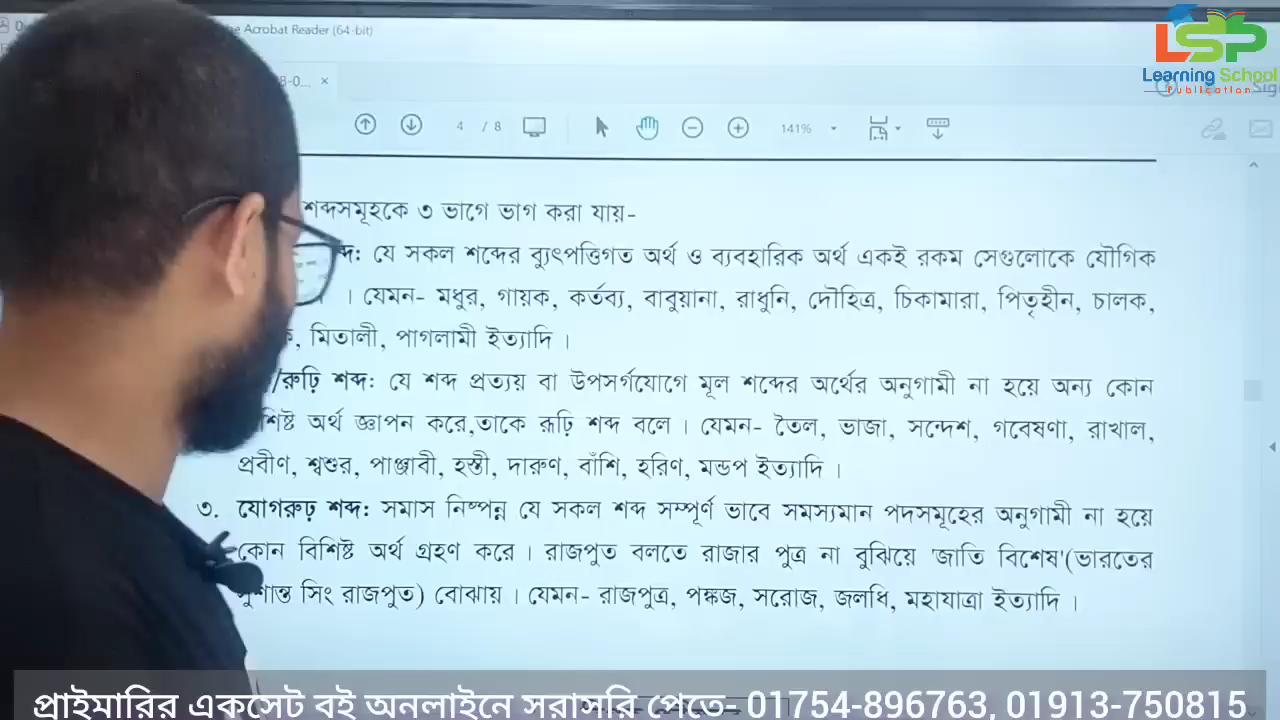 Acrobat Reader (64-bit)
LSP
Learning School
Publication
4 / 8
141%
শব্দসমূহকে ৩ ভাগে ভাগ করা যায়-
যে সকল শব্দের ব্যুৎপত্তিগত অর্থ ও ব্যবহারিক অর্থ একই রকম সেগুলোকে যৌগিক
। যেমন- মধুর, গায়ক, কর্তব্য, বাবুয়ানা, রাধুনি, দৌহিত্র, চিকামারা, পিতৃহীন, চালক,
মিতালী, পাগলামী ইত্যাদি ।
/রুঢ়ি শব্দ: যে শব্দ প্রত্যয় বা উপসর্গযোগে মূল শব্দের অর্থের অনুগামী না হয়ে অন্য কোন
অর্থ জ্ঞাপন করে,তাকে রূঢ়ি শব্দ বলে । যেমন- তৈল, ভাজা, সন্দেশ, গবেষণা, রাখাল,
প্রবীণ, শ্বশুর, পাঞ্জাবী, হস্তী, দারুণ, বাঁশি, হরিণ, মন্ডপ ইত্যাদি ।
৩. যোগরুঢ় শব্দ: সমাস নিষ্পন্ন যে সকল শব্দ সম্পূর্ণ ভাবে সমস্যমান পদসমূহের অনুগামী না হয়ে
কোন বিশিষ্ট অর্থ গ্রহণ করে । রাজপুত বলতে রাজার পুত্র না বুঝিয়ে 'জাতি বিশেষ'(ভারতের
সিং রাজপুত) বোঝায় । যেমন- রাজপুত্র, পঙ্কজ, সরোজ, জলধি, মহাযাত্রা ইত্যাদি ।
প্রাইমারির একসেট বই অনলাইনে সরাসরি পেতে- 01754-896763, 01913-750815